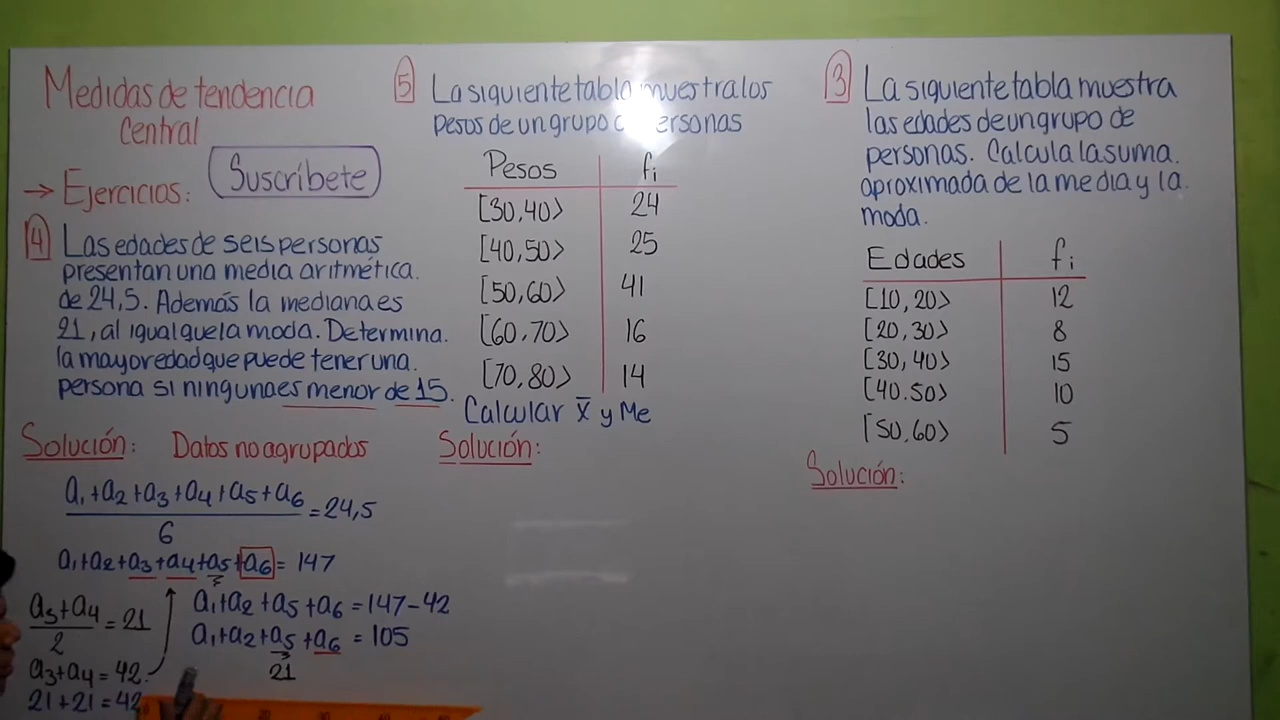 Medidas de tendencia
Central
Suscríbete
→ Ejercicios:
4 Las edades de seis personas
presentan una media aritmética.
de 24,5. Además la mediana es
21, al igual que la moda. Determina.
la mayor edad que puede tener una.
persona si ninguna es menor de 15.
Solución: Datos no agrupados
a1+a2+a3+a4+a5+a6
6
=24,5
a1+a2+a3+a4+a5+a6= 147
a3+a4
2
=21
a3+a4=42.
21+21=42
a1+a2+a5+a6=147-42
a1+a2+a5+a6 = 105
21
5 La siguiente tabla muestra los
pesos de un grupo personas
Pesos fi
[30,40> 24
[40,50> 25
[50,60> 41
[60,70> 16
[70,80> 14
Calcular x̄ y Me
Solución:
3 La siguiente tabla muestra
las edades de un grupo de
personas. Calcula la suma.
aproximada de la media y la.
moda.
Edades fi
[10,20> 12
[20,30> 8
[30,40> 15
[40.50> 10
[50,60> 5
Solución: